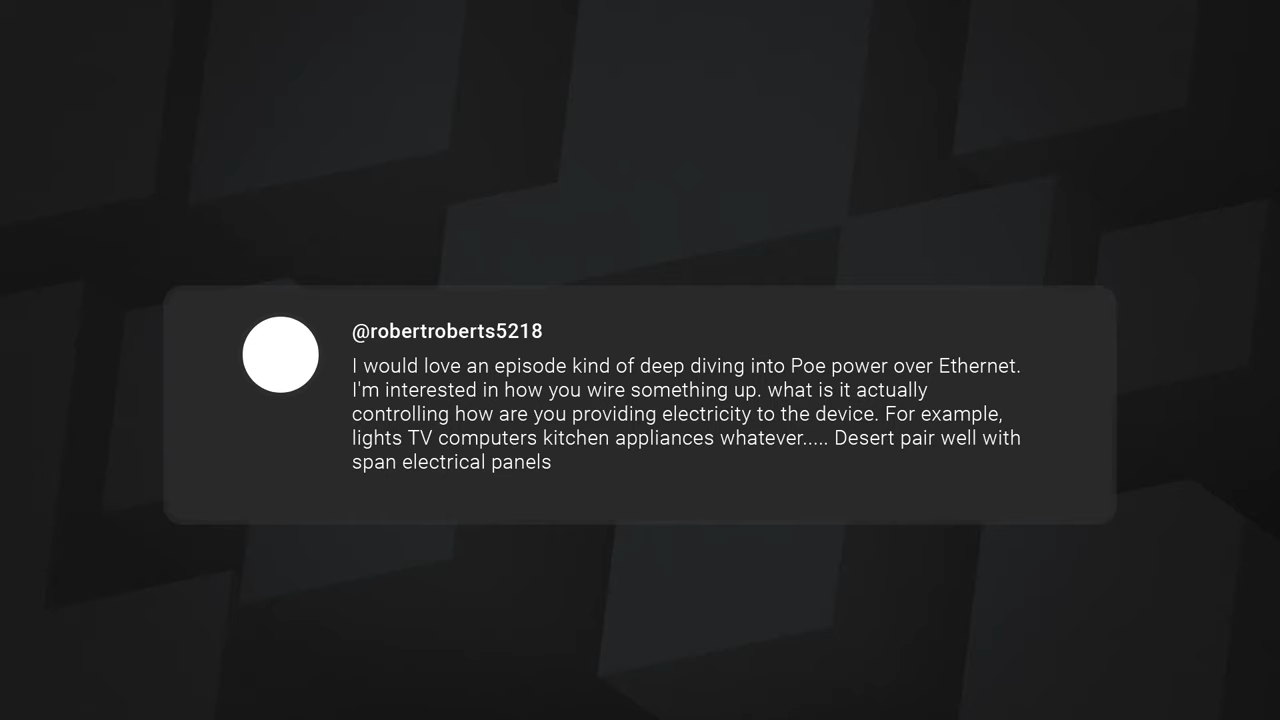 @robertroberts5218
I would love an episode kind of deep diving into Poe power over Ethernet.
I'm interested in how you wire something up. what is it actually
controlling how are you providing electricity to the device. For example,
lights TV computers kitchen appliances whatever..... Desert pair well with
span electrical panels